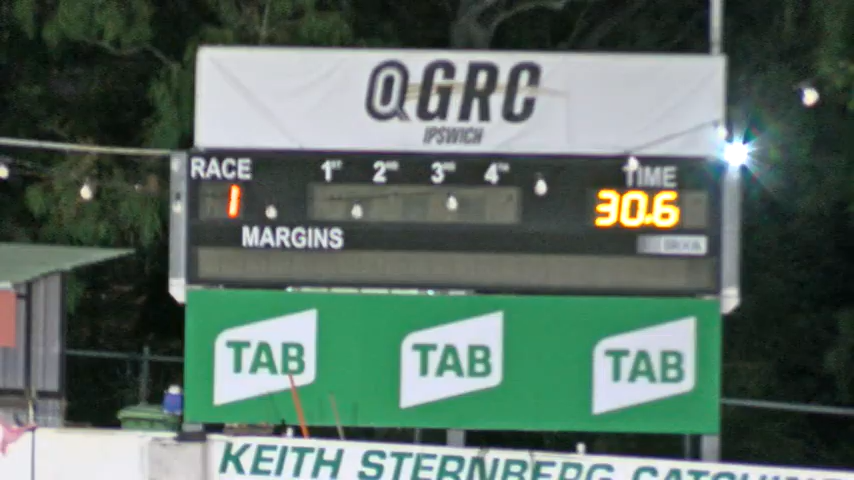 QGRC
IPSWICH
RACE 1ST 2ND 3RD 4TH TIME
1 30.6
MARGINS
TAB TAB TAB
KEITH STERNBERG